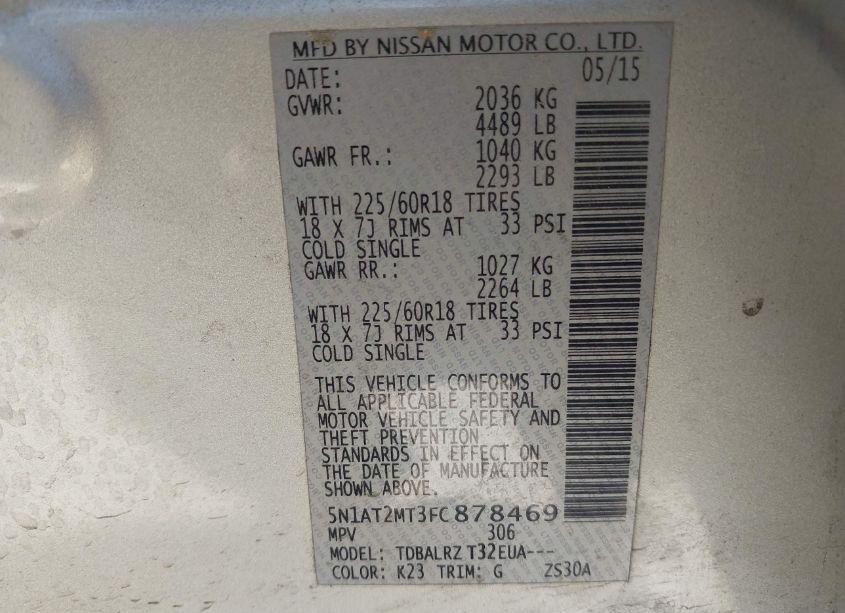 MFD BY NISSAN MOTOR CO., LTD.
DATE: 05/15
GVWR: 2036 KG
4489 LB
GAWR FR.: 1040 KG
2293 LB
WITH 225/60R18 TIRES
18 X 7J RIMS AT 33 PSI
COLD SINGLE
GAWR RR.: 1027 KG
2264 LB
WITH 225/60R18 TIRES
18 X 7J RIMS AT 33 PSI
COLD SINGLE
THIS VEHICLE CONFORMS TO
ALL APPLICABLE FEDERAL
MOTOR VEHICLE SAFETY AND
THEFT PREVENTION
STANDARDS IN EFFECT ON
THE DATE OF MANUFACTURE
SHOWN ABOVE.
5N1AT2MT3FC878469
MPV 306
MODEL: TDBALRZ T32EUA---
COLOR: K23 TRIM: G ZS30A